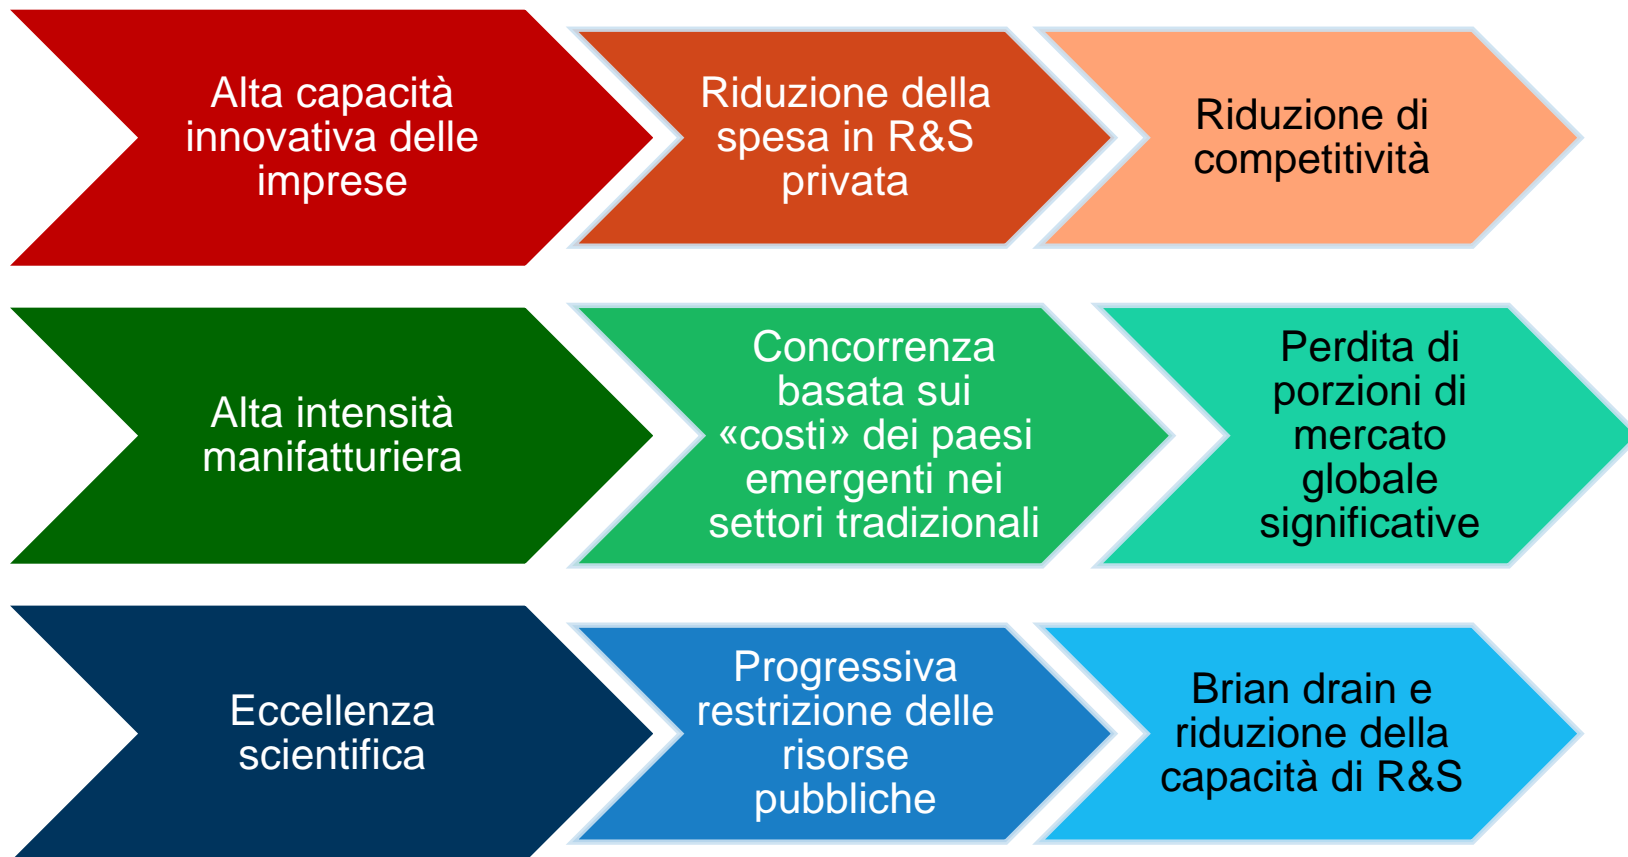 Alta capacità
innovativa delle
imprese
Riduzione della
spesa in R&S
privata
Riduzione di
competitività
Alta intensità
manifatturiera
Concorrenza
basata sui
«costi» dei paesi
emergenti nei
settori tradizionali
Perdita di
porzioni di
mercato
globale
significative
Eccellenza
scientifica
Progressiva
restrizione delle
risorse
pubbliche
Brian drain e
riduzione della
capacità di R&S